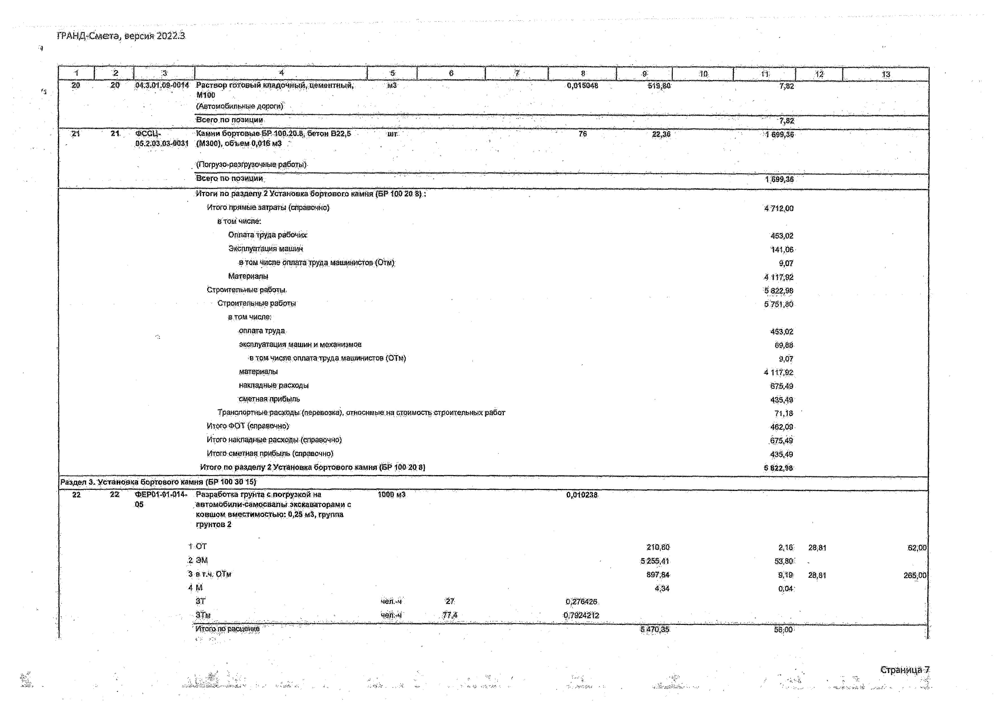 ГРАНД-Смета, версия 2022.3
1 2 3 4 5 6 7 8 9 10 11 12 13
20 20 04.3.01.09-0014 Раствор готовый кладочный, цементный, м3 0,015048 519,80 7,82
М100
(Автомобильные дороги)
Всего по позиции 7,82
21 21 ФССЦ- Камни бортовые БР 100.20.8, бетон В22,5 шт 76 22,36 1 699,36
05.2.03.03-0031 (М300), объем 0,016 м3
(Погрузо-разгрузочные работы)
Всего по позиции 1 699,36
Итоги по разделу 2 Установка бортового камня (БР 100 20 8) :
Итого прямые затраты (справочно) 4 712,00
в том числе:
Оплата труда рабочих 453,02
Эксплуатация машин 141,06
в том числе оплата труда машинистов (Отм) 9,07
Материалы 4 117,92
Строительные работы 5 822,98
Строительные работы 5 751,80
в том числе:
оплата труда 453,02
эксплуатация машин и механизмов 69,88
в том числе оплата труда машинистов (ОТм) 9,07
материалы 4 117,92
накладные расходы 675,49
сметная прибыль 435,49
Транспортные расходы (перевозка), относимые на стоимость строительных работ 71,18
Итого ФОТ (справочно) 462,09
Итого накладные расходы (справочно) 675,49
Итого сметная прибыль (справочно) 435,49
Итого по разделу 2 Установка бортового камня (БР 100 20 8) 5 822,98
Раздел 3. Установка бортового камня (БР 100 30 15)
22 22 ФЕР01-01-014- Разработка грунта с погрузкой на 1000 м3 0,010238
05 автомобили-самосвалы экскаваторами с
ковшом вместимостью: 0,25 м3, группа
грунтов 2
1 ОТ 210,60 2,16 28,81 62,00
2 ЭМ 5 255,41 53,80
3 в т.ч. ОТм 897,84 9,19 28,81 265,00
4 М 4,34 0,04
ЗТ чел.-ч 27 0,276426
ЗТм чел.-ч 77,4 0,7924212
Итого по расценке 5 470,35 56,00
Страница 7